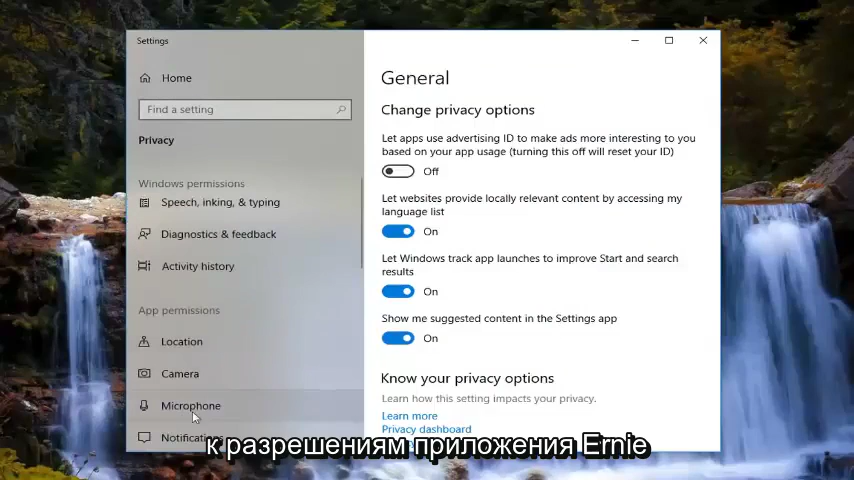 Settings
Home
Find a setting
Privacy
Windows permissions
Speech, inking, & typing
Diagnostics & feedback
Activity history
App permissions
Location
Camera
Microphone
General
Change privacy options
Let apps use advertising ID to make ads more interesting to you
based on your app usage (turning this off will reset your ID)
Off
Let websites provide locally relevant content by accessing my
language list
On
Let Windows track app launches to improve Start and search
results
On
Show me suggested content in the Settings app
On
Know your privacy options
Learn how this setting impacts your privacy.
Learn more
Privacy dashboard
к разрешениям приложения Ernie